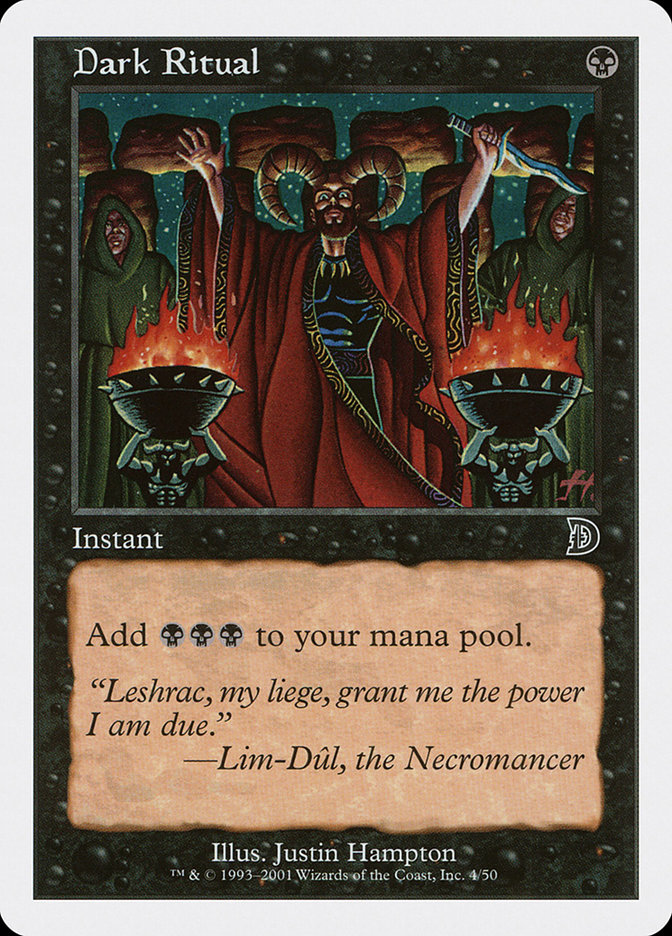 Dark Ritual
Instant
Add to your mana pool.
“Leshrac, my liege, grant me the power
I am due.”
—Lim-Dûl, the Necromancer
Illus. Justin Hampton
™ & © 1993–2001 Wizards of the Coast, Inc. 4/50